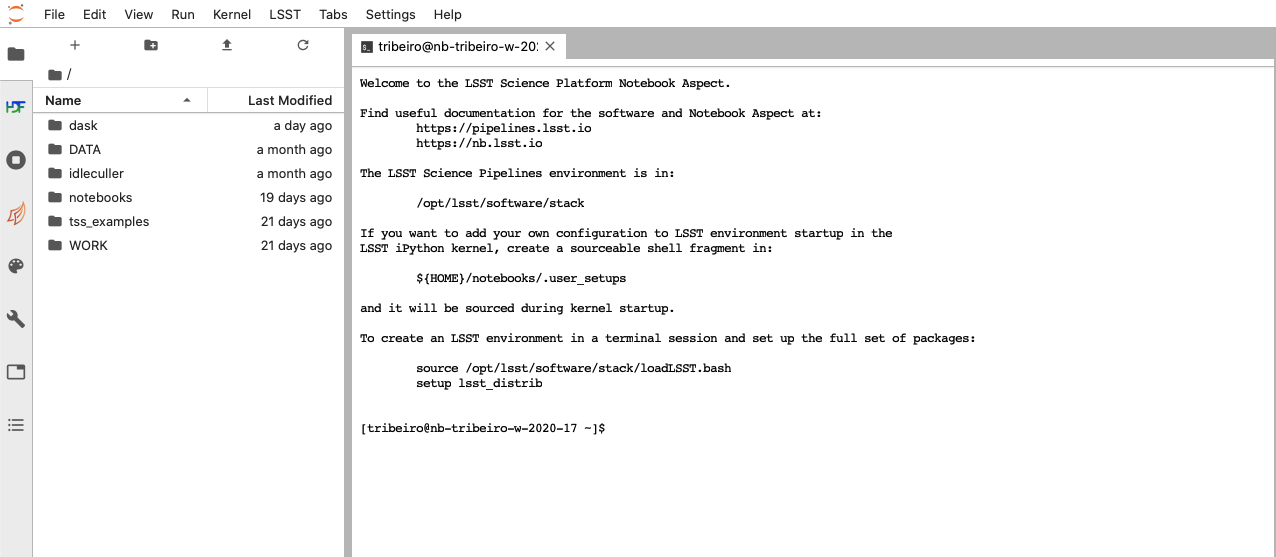 File Edit View Run Kernel LSST Tabs Settings Help
tribeiro@nb-tribeiro-w-202
/
Name Last Modified
dask a day ago
DATA a month ago
idleculler a month ago
notebooks 19 days ago
tss_examples 21 days ago
WORK 21 days ago
Welcome to the LSST Science Platform Notebook Aspect.
Find useful documentation for the software and Notebook Aspect at:
https://pipelines.lsst.io
https://nb.lsst.io
The LSST Science Pipelines environment is in:
/opt/lsst/software/stack
If you want to add your own configuration to LSST environment startup in the
LSST iPython kernel, create a sourceable shell fragment in:
${HOME}/notebooks/.user_setups
and it will be sourced during kernel startup.
To create an LSST environment in a terminal session and set up the full set of packages:
source /opt/lsst/software/stack/loadLSST.bash
setup lsst_distrib
[tribeiro@nb-tribeiro-w-2020-17 ~]$